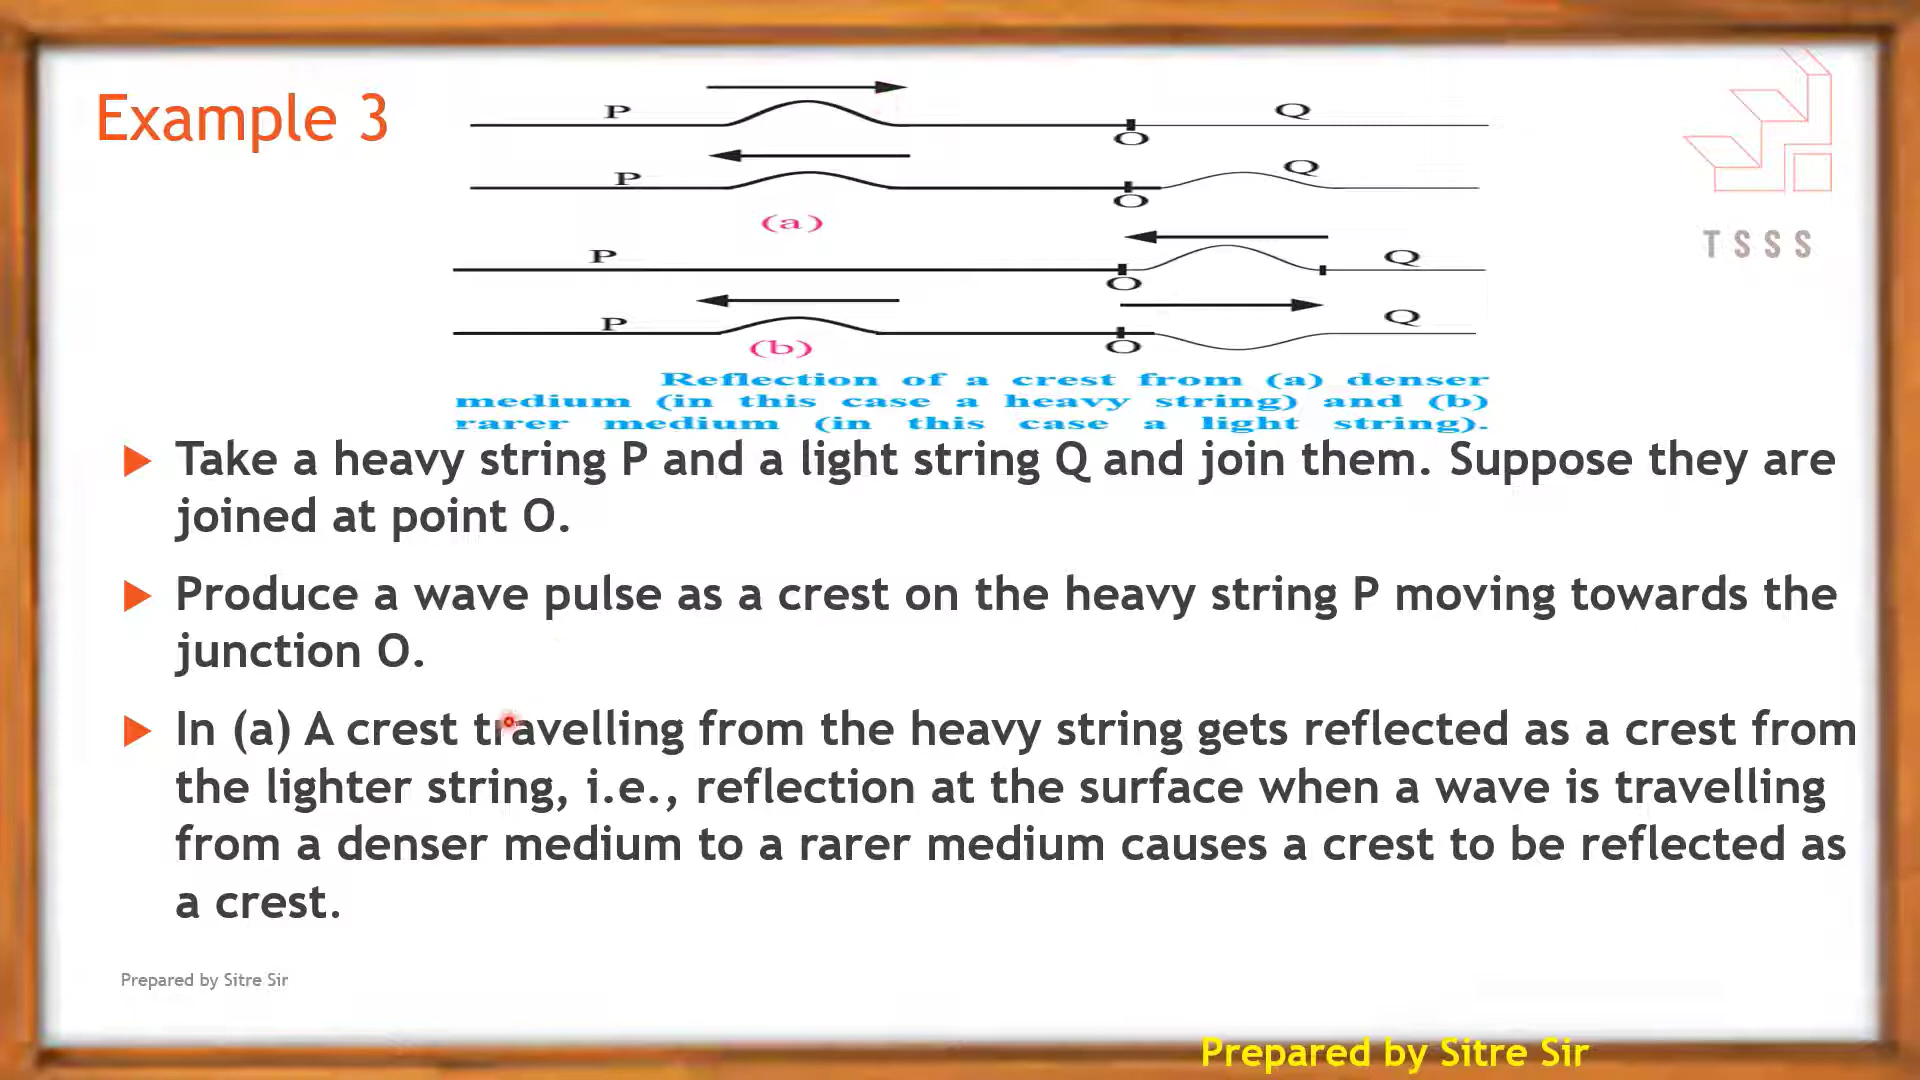 Example 3
P
Q
O
P
Q
O
(a)
P
Q
O
P
Q
O
(b)
Reflection of a crest from (a) denser
medium (in this case a heavy string) and (b)
rarer medium (in this case a light string).
TSSS
Take a heavy string P and a light string Q and join them. Suppose they are
joined at point O.
Produce a wave pulse as a crest on the heavy string P moving towards the
junction O.
In (a) A crest travelling from the heavy string gets reflected as a crest from
the lighter string, i.e., reflection at the surface when a wave is travelling
from a denser medium to a rarer medium causes a crest to be reflected as
a crest.
Prepared by Sitre Sir
Prepared by Sitre Sir